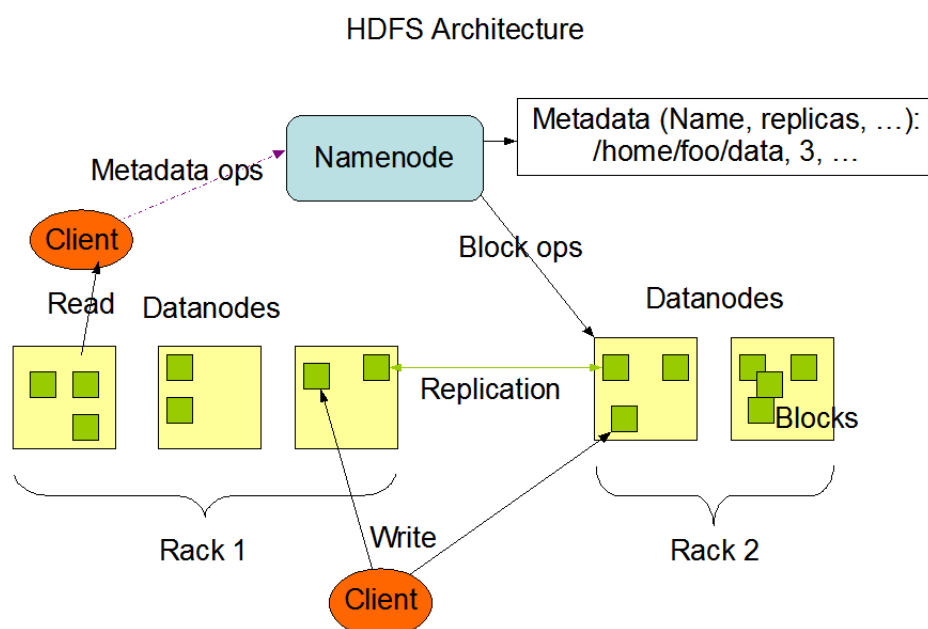 HDFS Architecture
Metadata (Name, replicas, …):
/home/foo/data, 3, …
Namenode
Metadata ops
Client
Block ops
Read
Datanodes
Datanodes
Replication
Blocks
Rack 1
Write
Rack 2
Client